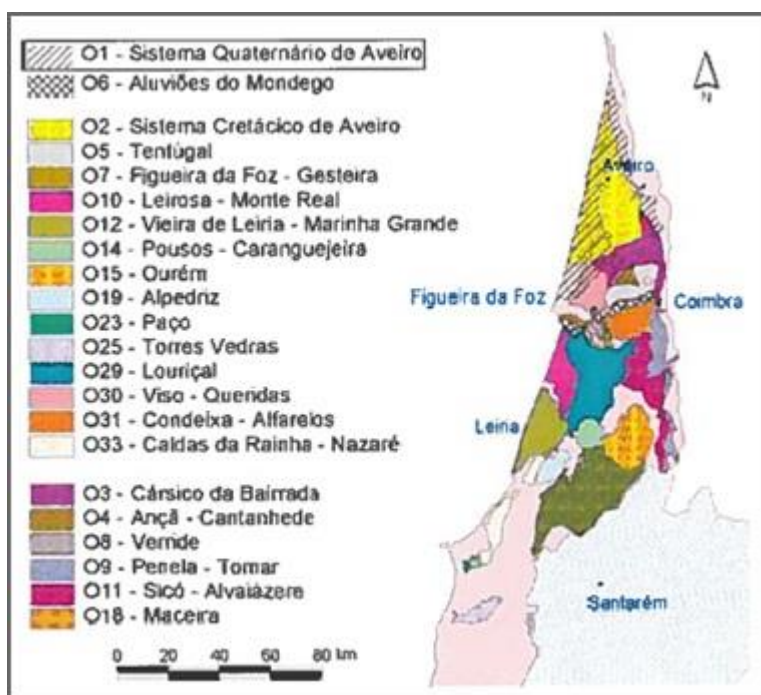 O1 - Sistema Quaternário de Aveiro
O6 - Aluviões do Mondego
O2 - Sistema Cretácico de Aveiro
O5 - Tentúgal
O7 - Figueira da Foz - Gesteira
O10 - Leirosa - Monte Real
O12 - Vieira de Leiria - Marinha Grande
O14 - Pousos - Caranguejeira
O15 - Ourém
O19 - Alpedriz
O23 - Paço
O25 - Torres Vedras
O29 - Louriçal
O30 - Viso - Queridas
O31 - Condeixa - Alfarelos
O33 - Caldas da Rainha - Nazaré
O3 - Cársico da Bairrada
O4 - Ançã - Cantanhede
O8 - Verride
O9 - Penela - Tomar
O11 - Sicó - Alvaiázere
O18 - Maceira
0 20 40 60 80 km
N
Aveiro
Figueira da Foz
Coimbra
Leiria
Santarém